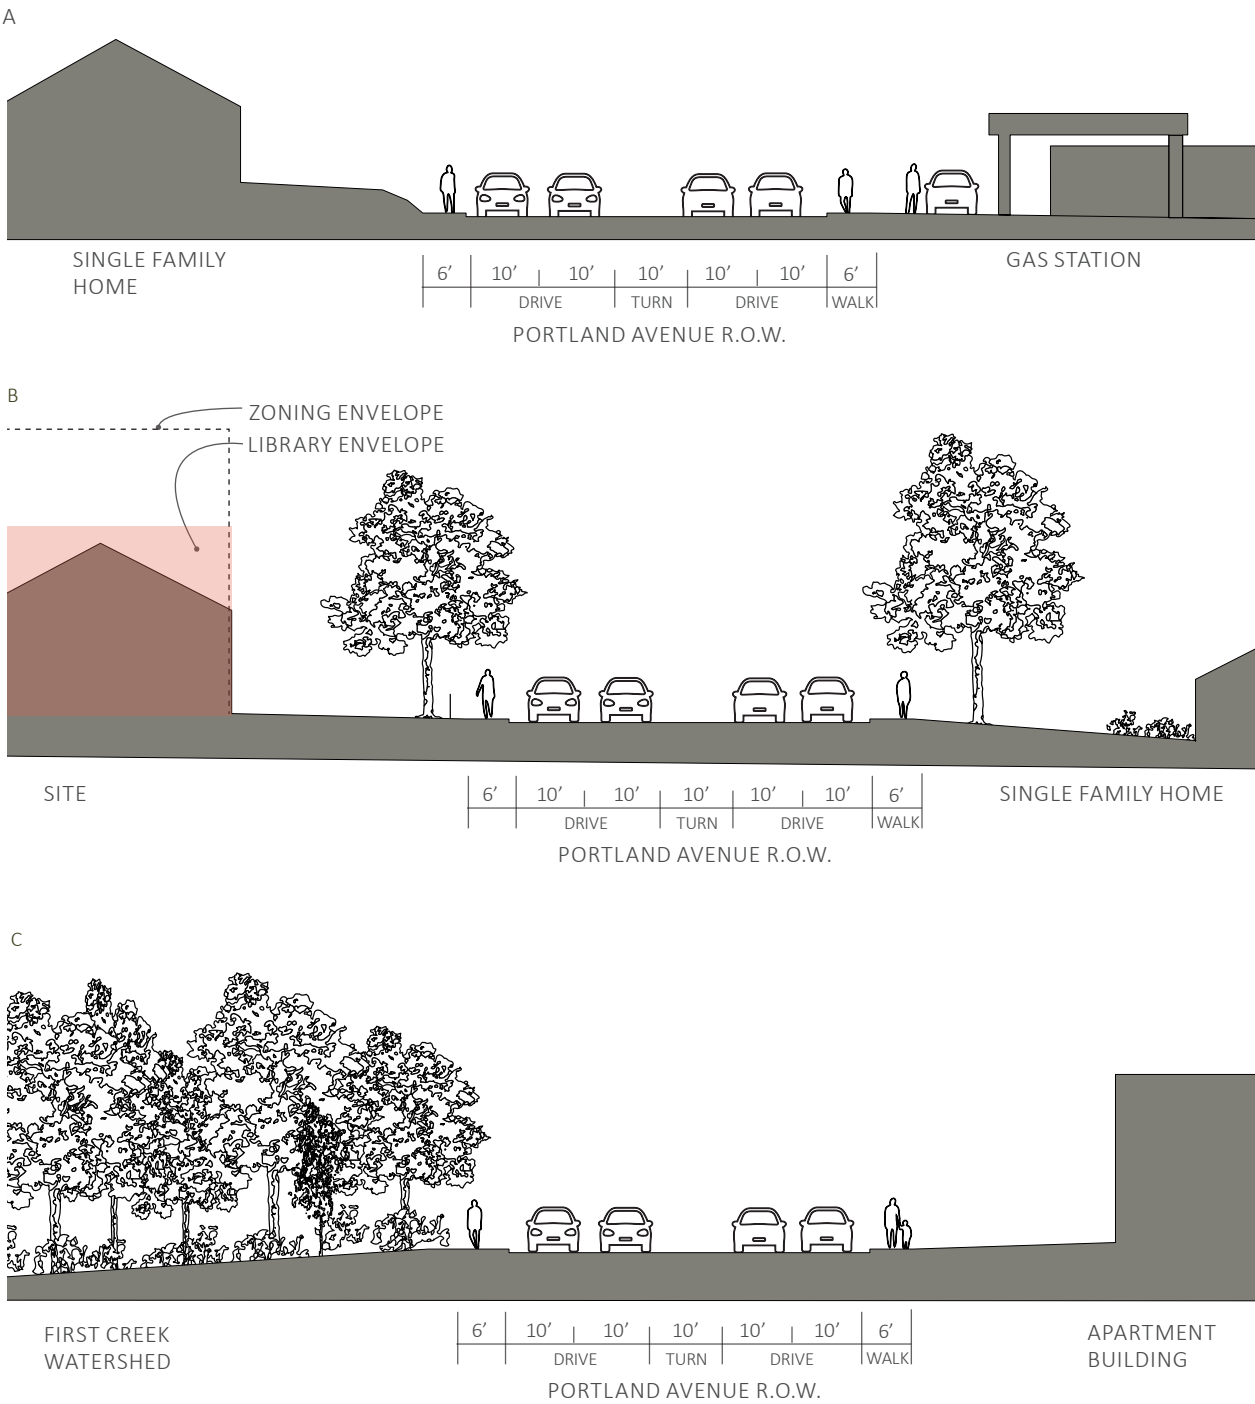 A
SINGLE FAMILY
HOME
GAS STATION
6’ 10’ 10’ 10’ 10’ 10’ 6’
DRIVE TURN DRIVE WALK
PORTLAND AVENUE R.O.W.
B
ZONING ENVELOPE
LIBRARY ENVELOPE
SITE
SINGLE FAMILY HOME
6’ 10’ 10’ 10’ 10’ 10’ 6’
DRIVE TURN DRIVE WALK
PORTLAND AVENUE R.O.W.
C
FIRST CREEK
WATERSHED
6’ 10’ 10’ 10’ 10’ 10’ 6’
DRIVE TURN DRIVE WALK
PORTLAND AVENUE R.O.W.
APARTMENT
BUILDING